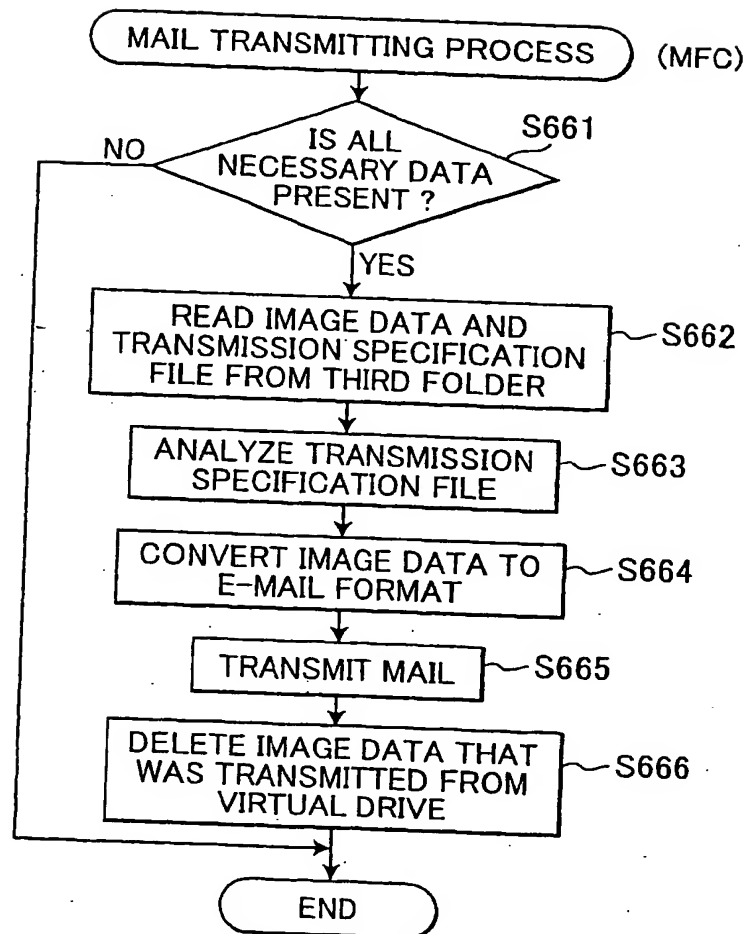 MAIL TRANSMITTING PROCESS
(MFC)
S661
IS ALL
NECESSARY DATA
PRESENT ?
NO
YES
READ IMAGE DATA AND
TRANSMISSION SPECIFICATION
FILE FROM THIRD FOLDER
S662
ANALYZE TRANSMISSION
SPECIFICATION FILE
S663
CONVERT IMAGE DATA TO
E-MAIL FORMAT
S664
TRANSMIT MAIL
S665
DELETE IMAGE DATA THAT
WAS TRANSMITTED FROM
VIRTUAL DRIVE
S666
END